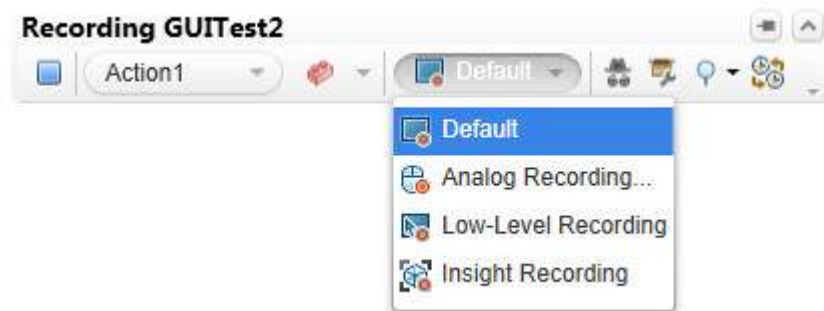 Recording GUITest2
Action1 Default
Default
Analog Recording...
Low-Level Recording
Insight Recording